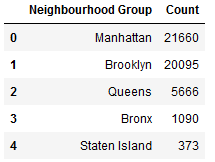 Neighbourhood Group Count
0 Manhattan 21660
1 Brooklyn 20095
2 Queens 5666
3 Bronx 1090
4 Staten Island 373